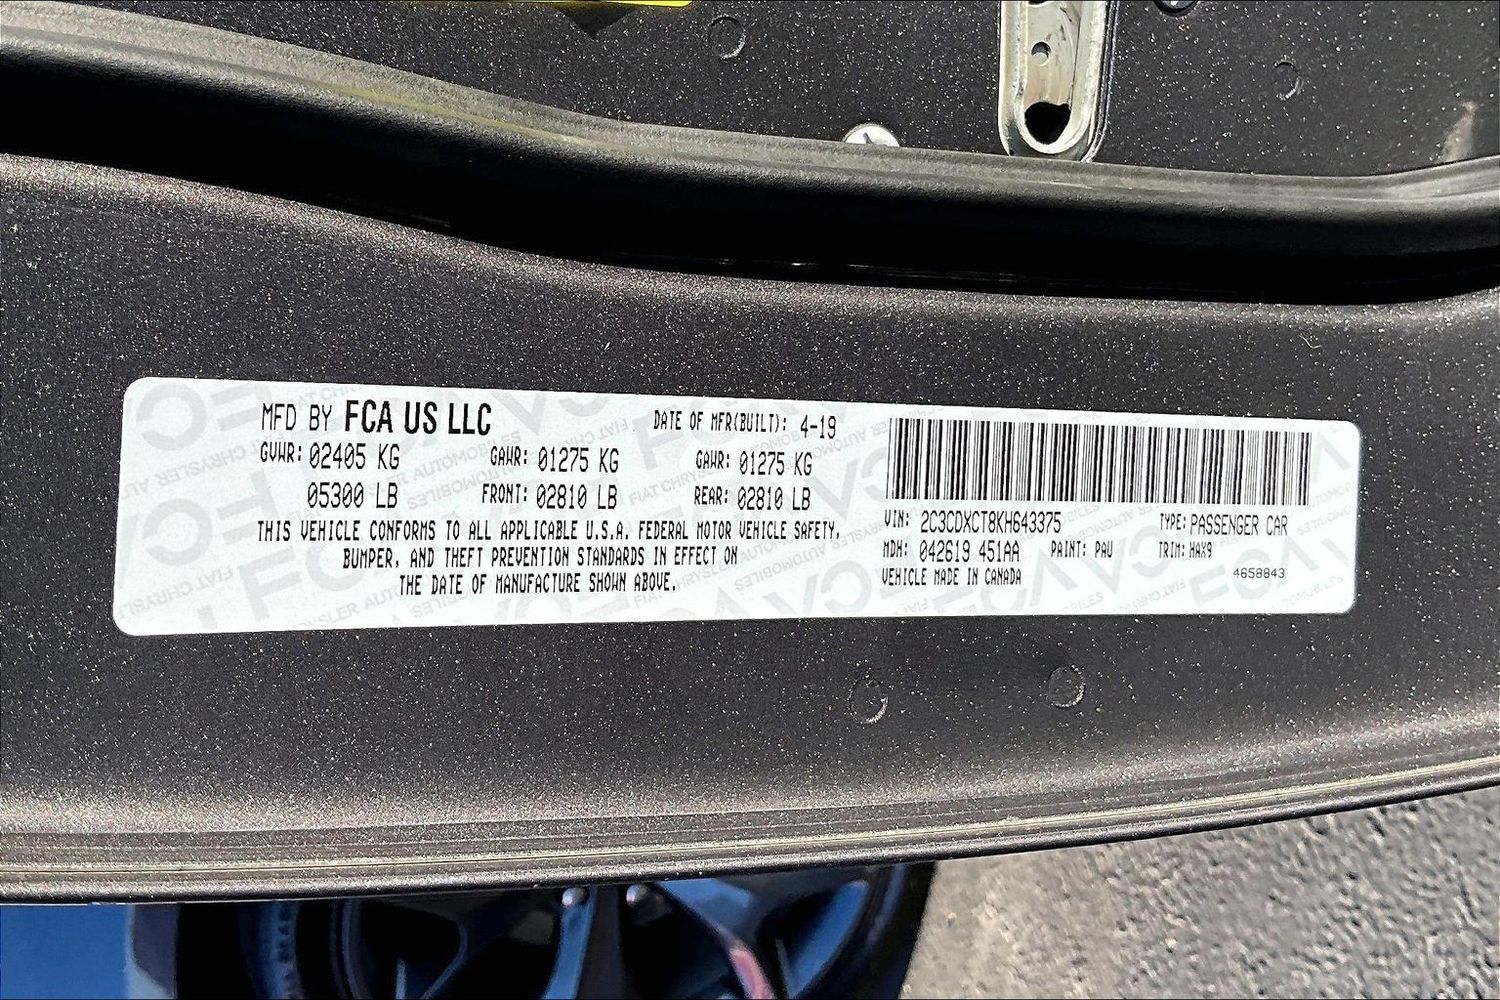 MFD BY FCA US LLC DATE OF MFR(BUILT): 4-19
GVWR: 02405 KG GAWR: 01275 KG GAWR: 01275 KG
05300 LB FRONT: 02810 LB REAR: 02810 LB
THIS VEHICLE CONFORMS TO ALL APPLICABLE U.S.A. FEDERAL MOTOR VEHICLE SAFETY,
BUMPER, AND THEFT PREVENTION STANDARDS IN EFFECT ON
THE DATE OF MANUFACTURE SHOWN ABOVE.
VIN: 2C3CDXCT8KH643375 TYPE: PASSENGER CAR
MDH: 042619 451AA PAINT: PAU TRIM: HAX9
VEHICLE MADE IN CANADA 4658843